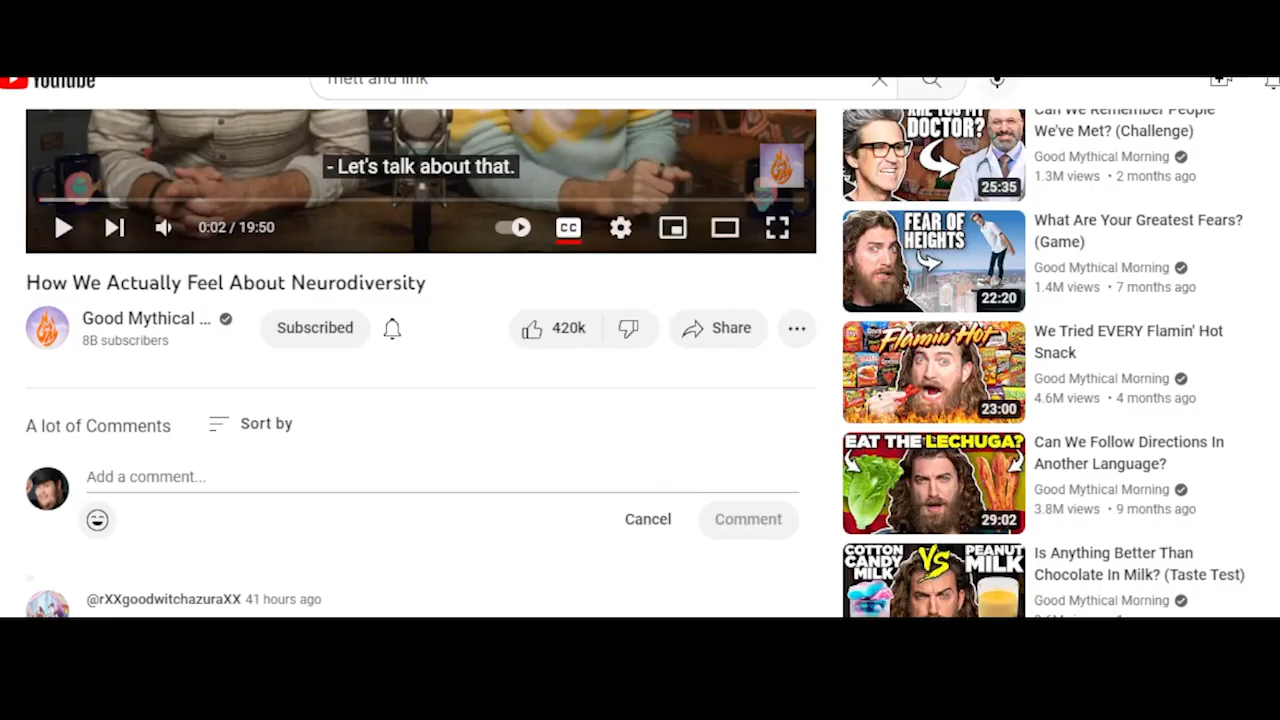 YouTube
rhett and link
- Let's talk about that.
0:02 / 19:50
CC
How We Actually Feel About Neurodiversity
Good Mythical ...
8B subscribers
Subscribed
420k
Share
A lot of Comments
Sort by
Add a comment...
Cancel
Comment
@rXXgoodwitchazuraXX 41 hours ago
ARE YOU MY
DOCTOR?
25:35
Can We Remember People
We've Met? (Challenge)
Good Mythical Morning
1.3M views • 2 months ago
FEAR OF
HEIGHTS
22:20
What Are Your Greatest Fears?
(Game)
Good Mythical Morning
1.4M views • 7 months ago
Flamin' Hot
23:00
We Tried EVERY Flamin' Hot
Snack
Good Mythical Morning
4.6M views • 4 months ago
EAT THE LECHUGA?
29:02
Can We Follow Directions In
Another Language?
Good Mythical Morning
3.8M views • 9 months ago
COTTON
CANDY
MILK
VS
PEANUT
MILK
Is Anything Better Than
Chocolate In Milk? (Taste Test)
Good Mythical Morning